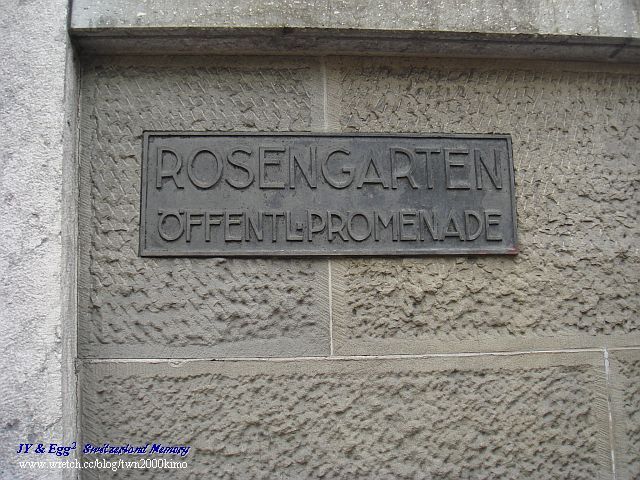 ROSENGARTEN
ÖFFENTL. PROMENADE
JY & Egg² Switzerland Memory
www.wretch.cc/blog/twn2000kimo